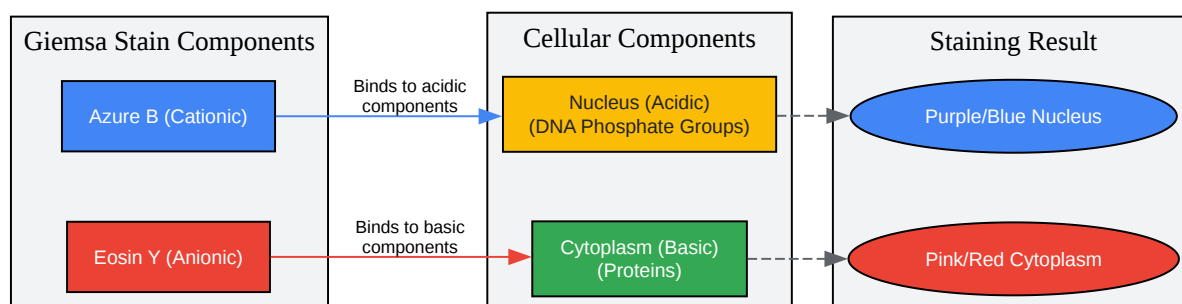 Giemsa Stain Components
Cellular Components
Staining Result
Azure B (Cationic)
Binds to acidic
components
Nucleus (Acidic)
(DNA Phosphate Groups)
Purple/Blue Nucleus
Eosin Y (Anionic)
Binds to basic
components
Cytoplasm (Basic)
(Proteins)
Pink/Red Cytoplasm